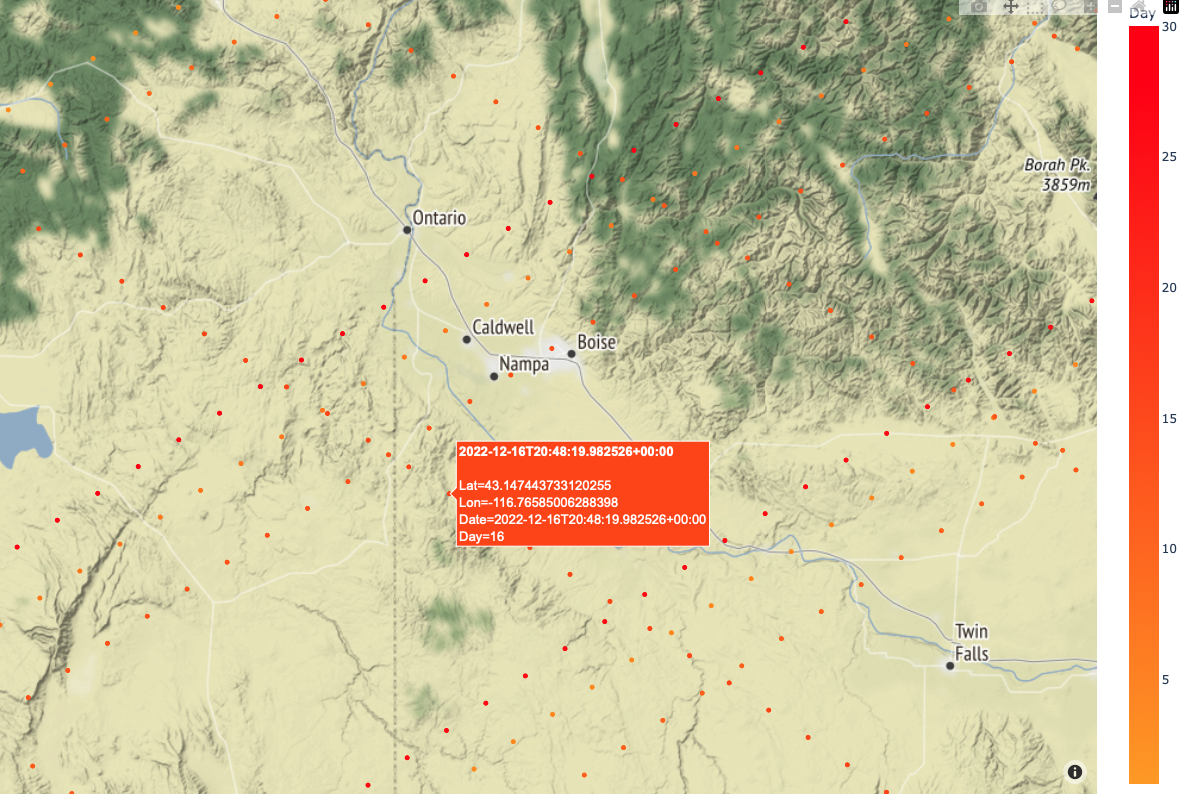 Day
30
25
20
15
10
5
Borah Pk.
3859m
Ontario
Caldwell
Boise
Nampa
2022-12-16T20:48:19.982526+00:00
Lat=43.147443733120255
Lon=-116.76585006288398
Date=2022-12-16T20:48:19.982526+00:00
Day=16
Twin
Falls